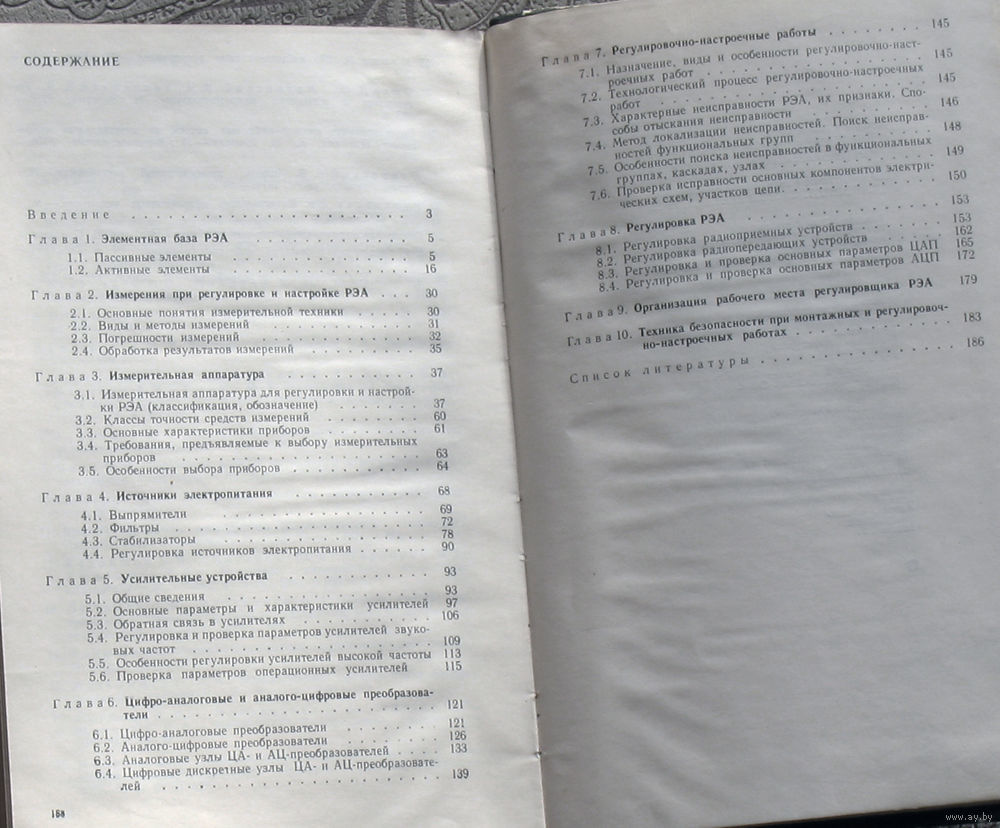 СОДЕРЖАНИЕ
Введение . . . . . . . . . . . . . . . . . . . 3
Глава 1. Элементная база РЭА . . . . . . . . . . 5
1.1. Пассивные элементы . . . . . . . . . . . . 5
1.2. Активные элементы . . . . . . . . . . . . 16
Глава 2. Измерения при регулировке и настройке РЭА . . . 30
2.1. Основные понятия измерительной техники . . . . . 30
2.2. Виды и методы измерений . . . . . . . . . . 31
2.3. Погрешности измерений . . . . . . . . . . . 32
2.4. Обработка результатов измерений . . . . . . . 35
Глава 3. Измерительная аппаратура . . . . . . . . . 37
3.1. Измерительная аппаратура для регулировки и настрой-
ки РЭА (классификация, обозначение) . . . . . . 37
3.2. Классы точности средств измерений . . . . . . . 60
3.3. Основные характеристики приборов . . . . . . . 61
3.4. Требования, предъявляемые к выбору измерительных
приборов . . . . . . . . . . . . . . . . 63
3.5. Особенности выбора приборов . . . . . . . . . 64
Глава 4. Источники электропитания . . . . . . . . . 68
4.1. Выпрямители . . . . . . . . . . . . . . 69
4.2. Фильтры . . . . . . . . . . . . . . . . 72
4.3. Стабилизаторы . . . . . . . . . . . . . . 78
4.4. Регулировка источников электропитания . . . . . . 90
Глава 5. Усилительные устройства . . . . . . . . . 93
5.1. Общие сведения . . . . . . . . . . . . . 93
5.2. Основные параметры и характеристики усилителей 97
5.3. Обратная связь в усилителях . . . . . . . . . 106
5.4. Регулировка и проверка параметров усилителей звуко-
вых частот . . . . . . . . . . . . . . . 109
5.5. Особенности регулировки усилителей высокой частоты 113
5.6. Проверка параметров операционных усилителей . . 115
Глава 6. Цифро-аналоговые и аналого-цифровые преобразова-
тели . . . . . . . . . . . . . . . . . . 121
6.1. Цифро-аналоговые преобразователи . . . . . . . 121
6.2. Аналого-цифровые преобразователи . . . . . . . 126
6.3. Аналоговые узлы ЦА- и АЦ-преобразователей . . . . 133
6.4. Цифровые дискретные узлы ЦА- и АЦ-преобразовате-
лей . . . . . . . . . . . . . . . . . . 139
188
Глава 7. Регулировочно-настроечные работы . . . . . . . 145
7.1. Назначение, виды и особенности регулировочно-наст-
роечных работ . . . . . . . . . . . . . . 145
7.2. Технологический процесс регулировочно-настроечных
работ . . . . . . . . . . . . . . . . . 145
7.3. Характерные неисправности РЭА, их признаки. Спо-
собы отыскания неисправности . . . . . . . . 146
7.4. Метод локализации неисправностей. Поиск неисправ-
ностей функциональных групп . . . . . . . . 148
7.5. Особенности поиска неисправностей в функциональных
группах, каскадах, узлах . . . . . . . . . . 149
7.6. Проверка исправности основных компонентов электри-
ческих схем, участков цепи. . . . . . . . . . 150
Глава 8. Регулировка РЭА . . . . . . . . . . . . 153
8.1. Регулировка радиоприемных устройств . . . . . . 153
8.2. Регулировка радиопередающих устройств . . . . . 162
8.3. Регулировка и проверка основных параметров ЦАП 165
8.4. Регулировка и проверка основных параметров АЦП 172
Глава 9. Организация рабочего места регулировщика РЭА 179
Глава 10. Техника безопасности при монтажных и регулировоч-
но-настроечных работах . . . . . . . . . . . 183
Список литературы . . . . . . . . . . . . . . 186
www.ay.by